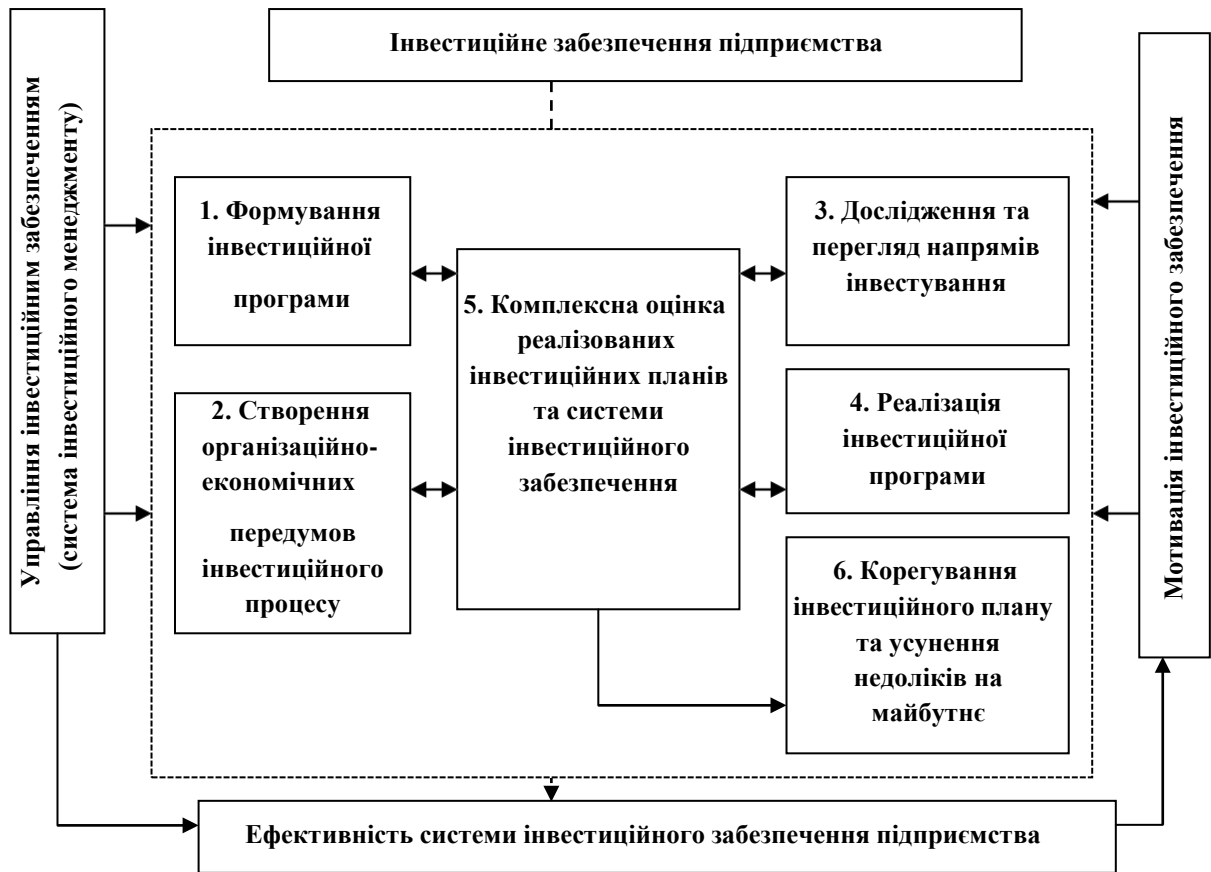 Інвестиційне забезпечення підприємства
Управління інвестиційним забезпеченням
(система інвестиційного менеджменту)
1. Формування
інвестиційної
програми
2. Створення
організаційно-
економічних
передумов
інвестиційного
процесу
5. Комплексна оцінка
реалізованих
інвестиційних планів
та системи
інвестиційного
забезпечення
3. Дослідження та
перегляд напрямів
інвестування
4. Реалізація
інвестиційної
програми
6. Корегування
інвестиційного плану
та усунення
недоліків на
майбутнє
Мотивація інвестиційного забезпечення
Ефективність системи інвестиційного забезпечення підприємства